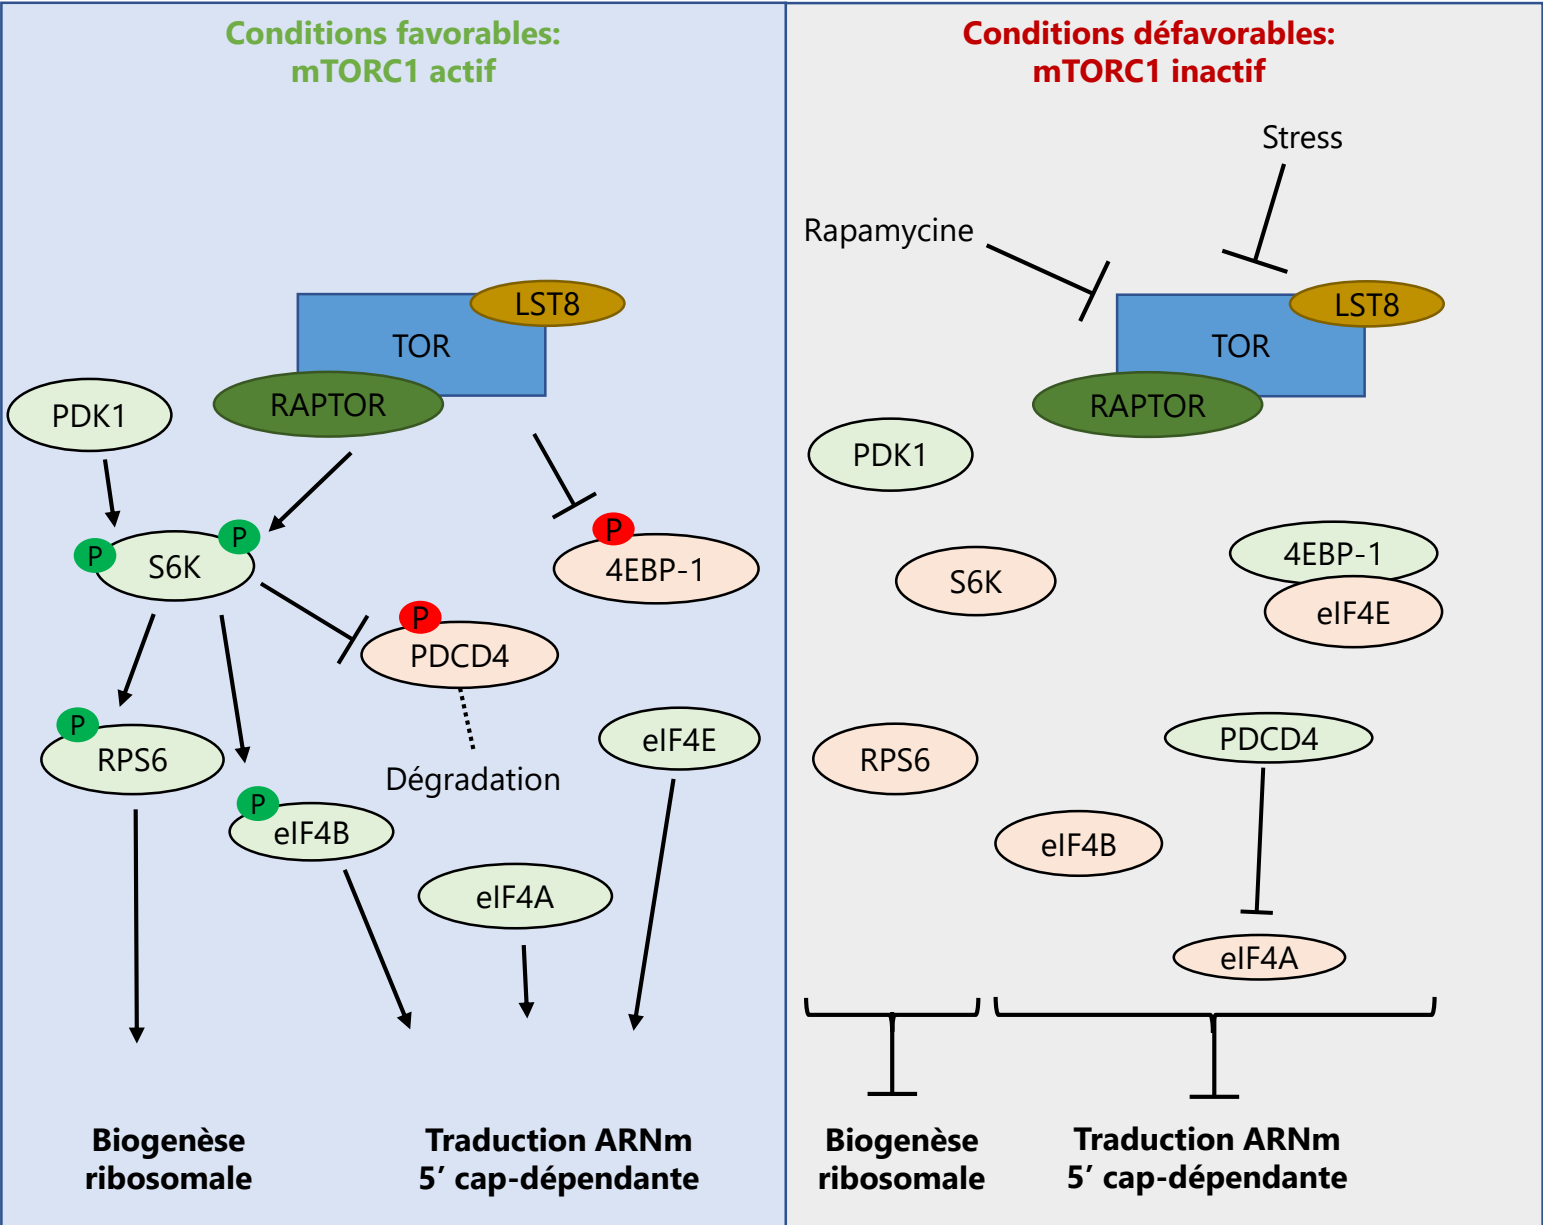 Conditions favorables:
mTORC1 actif
LST8
TOR
RAPTOR
PDK1
P
P
S6K
P
4EBP-1
P
PDCD4
P
RPS6
Dégradation
eIF4E
P
eIF4B
eIF4A
Biogenèse
ribosomale
Traduction ARNm
5’ cap-dépendante
Conditions défavorables:
mTORC1 inactif
Stress
Rapamycine
LST8
TOR
RAPTOR
PDK1
4EBP-1
S6K
eIF4E
PDCD4
RPS6
eIF4B
eIF4A
Biogenèse
ribosomale
Traduction ARNm
5’ cap-dépendante